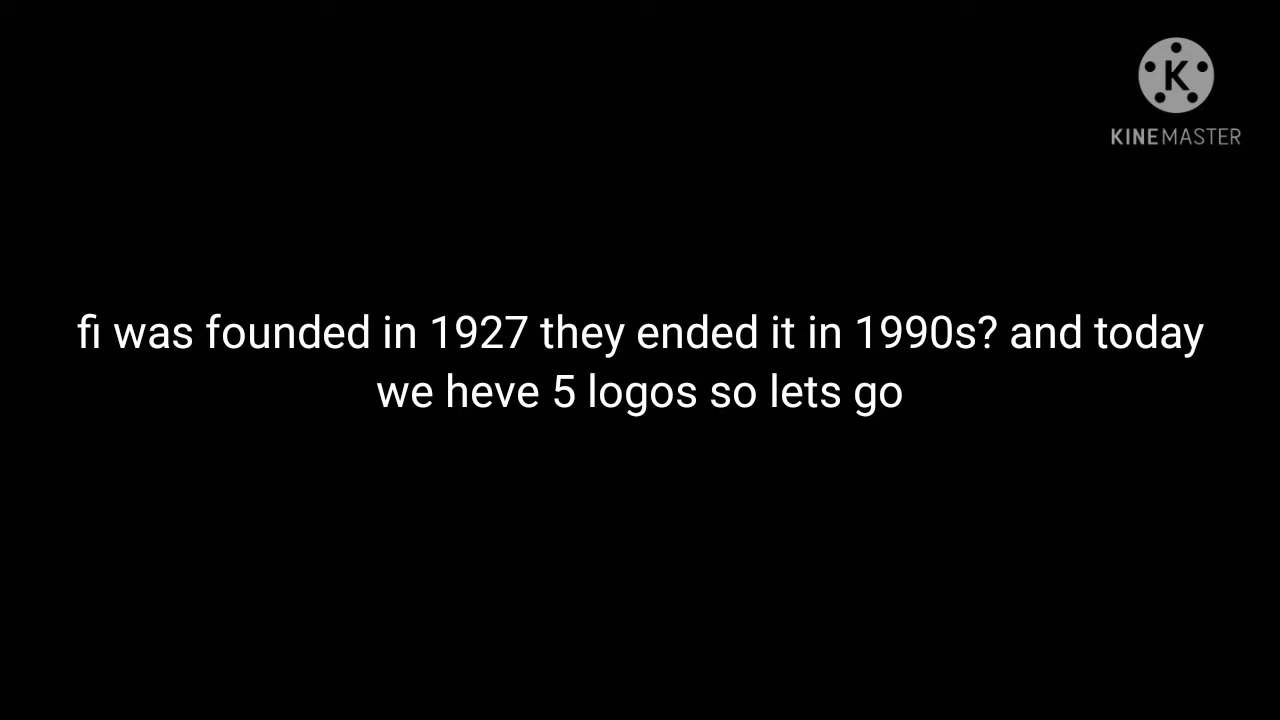 K
KINEMASTER
fi was founded in 1927 they ended it in 1990s? and today
we heve 5 logos so lets go